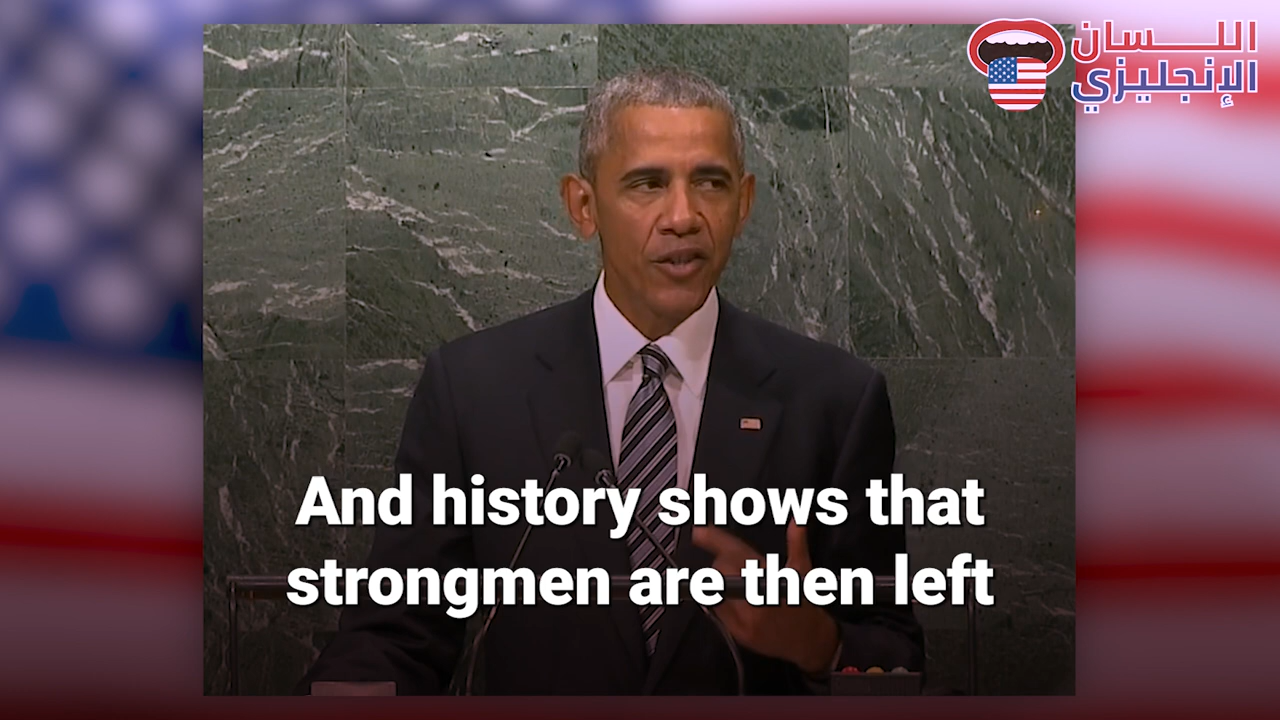 اللسان
الإنجليزي
And history shows that
strongmen are then left